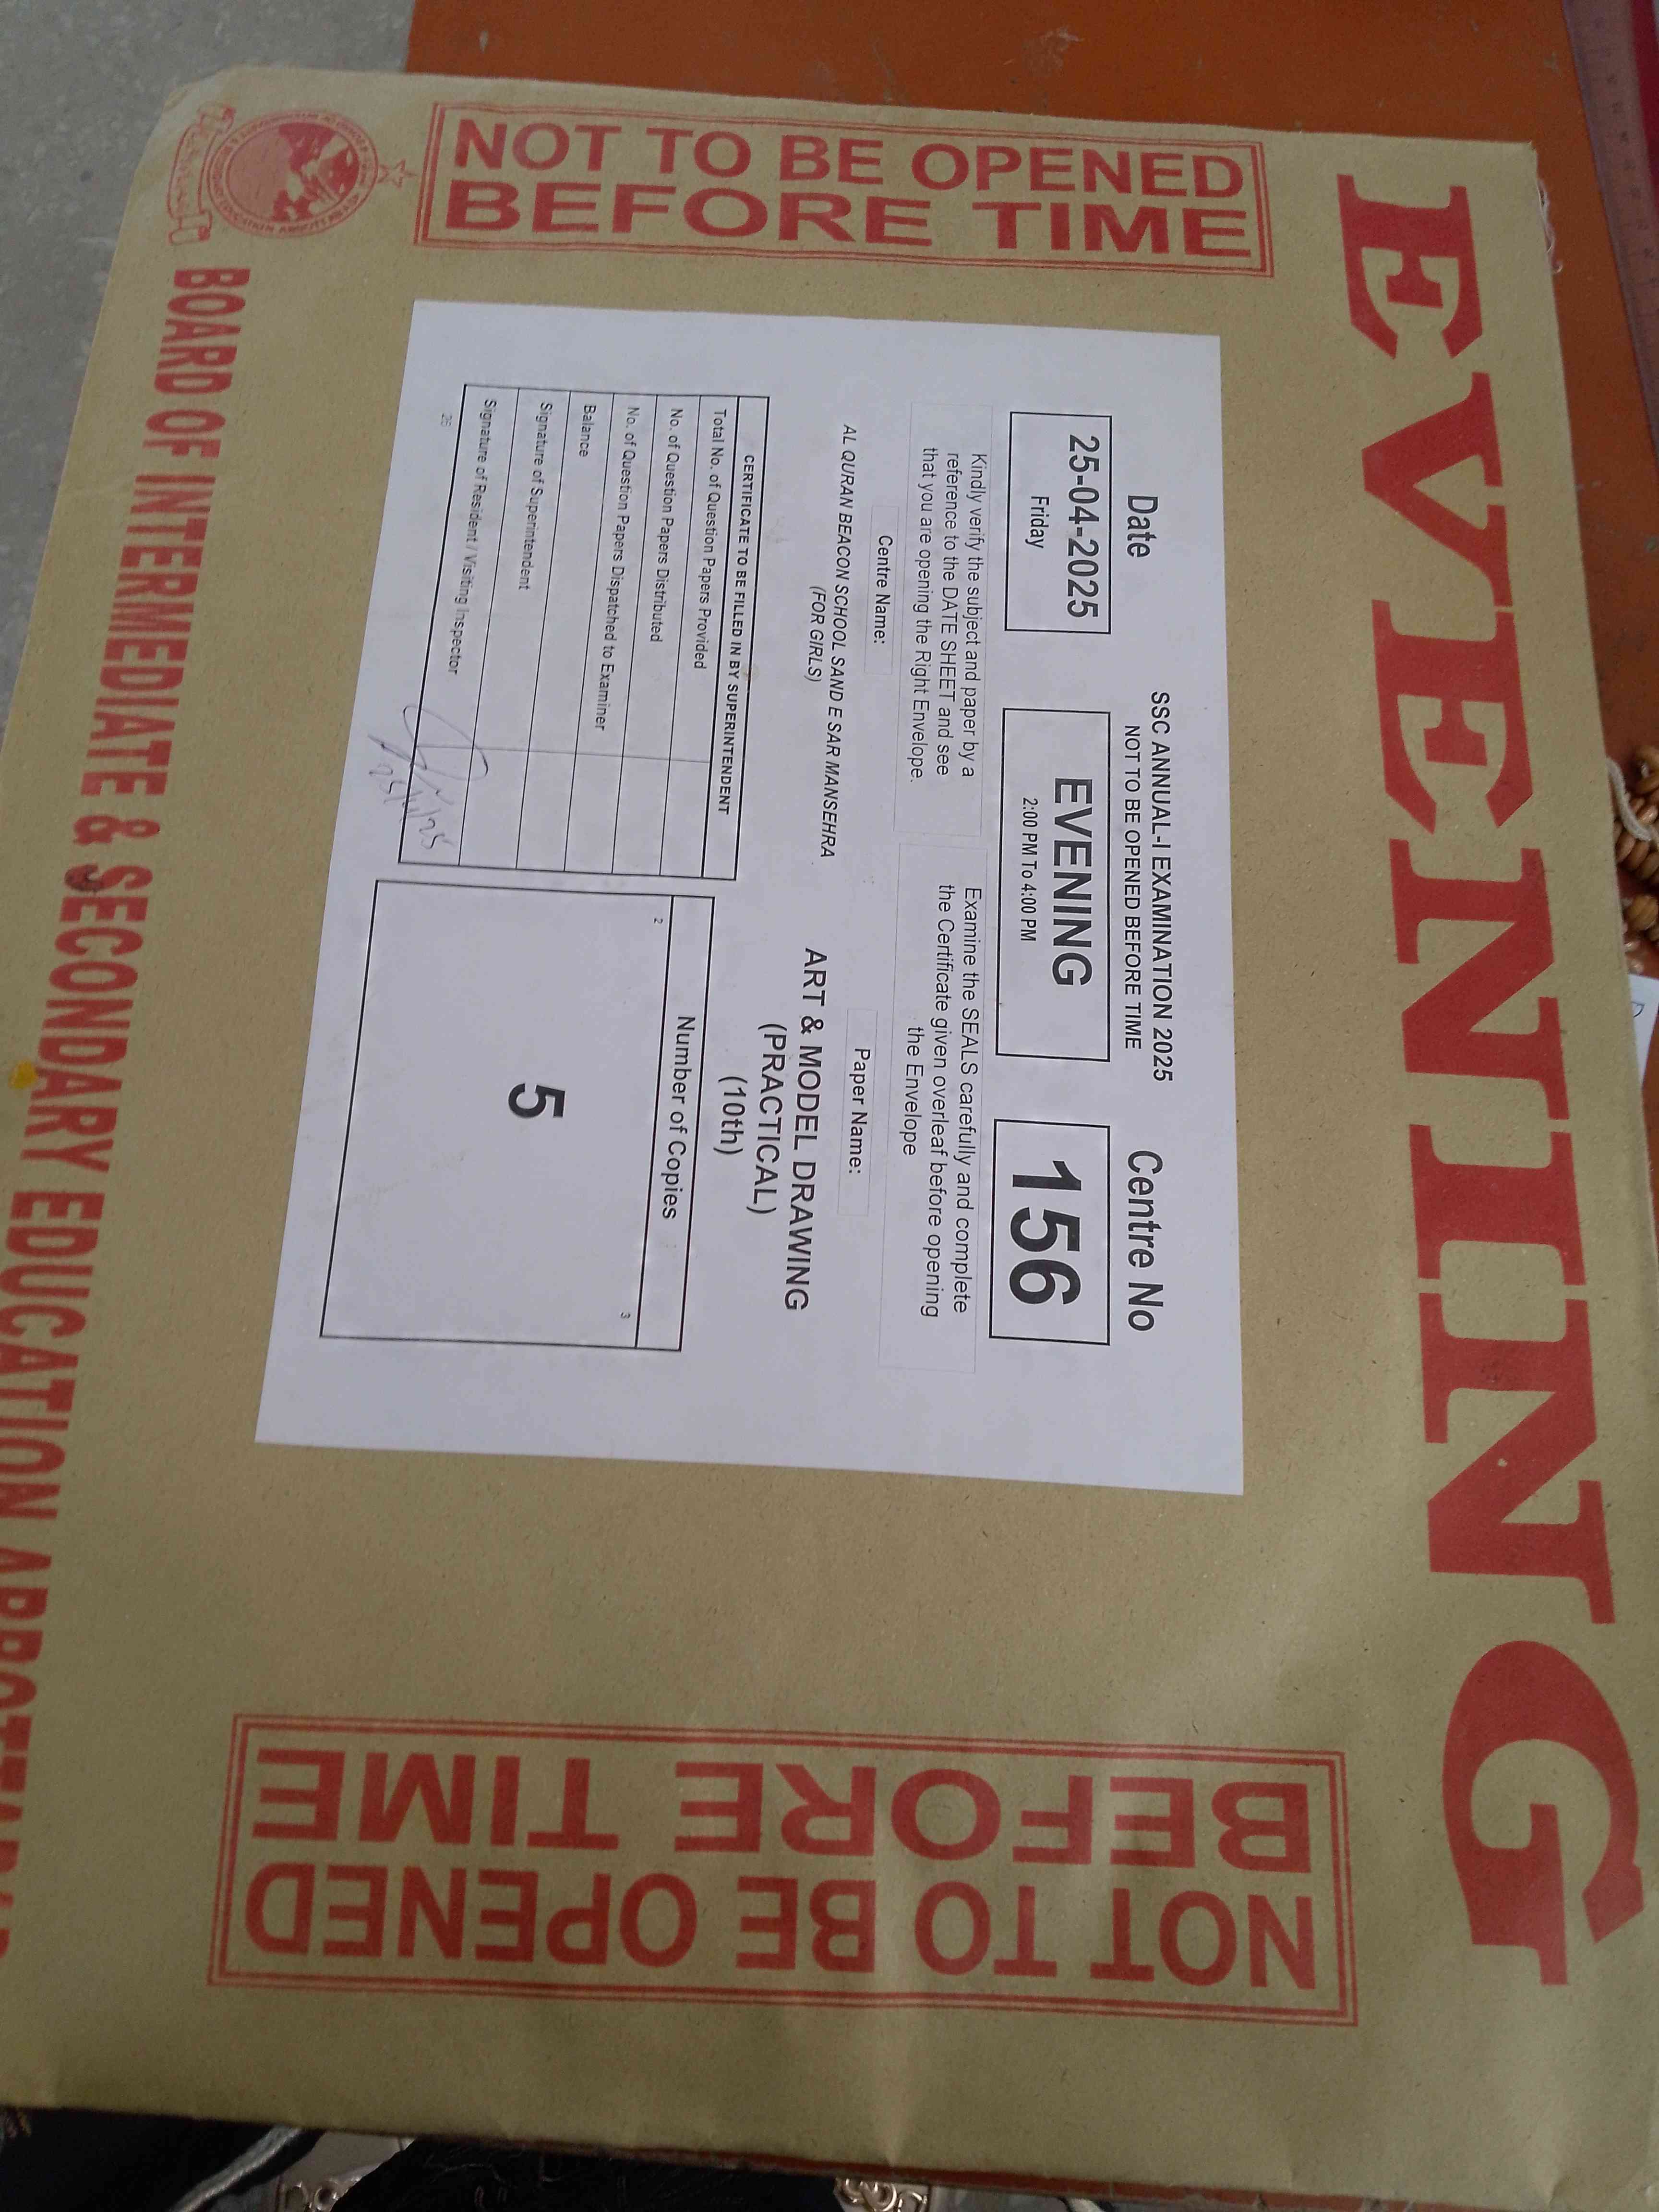 EVENING
NOT TO BE OPENED
BEFORE TIME
SSC ANNUAL-I EXAMINATION 2025
NOT TO BE OPENED BEFORE TIME
Date
25-04-2025
Friday
EVENING
2:00 PM To 4:00 PM
Centre No
156
Kindly verify the subject and paper by a
reference to the DATE SHEET and see
that you are opening the Right Envelope.
Examine the SEALS carefully and complete
the Certificate given overleaf before opening
the Envelope
Centre Name:
AL QURAN BEACON SCHOOL SAND E SAR MANSEHRA
(FOR GIRLS)
Paper Name:
ART & MODEL DRAWING
(PRACTICAL)
(10th)
CERTIFICATE TO BE FILLED IN BY SUPERINTENDENT
Total No. of Question Papers Provided
No. of Question Papers Distributed
No. of Question Papers Dispatched to Examiner
Balance
Signature of Superintendent
Signature of Resident / Visiting Inspector
26
Number of Copies
2
3
5
NOT TO BE OPENED
BEFORE TIME
BOARD OF INTERMEDIATE & SECONDARY EDUCATION